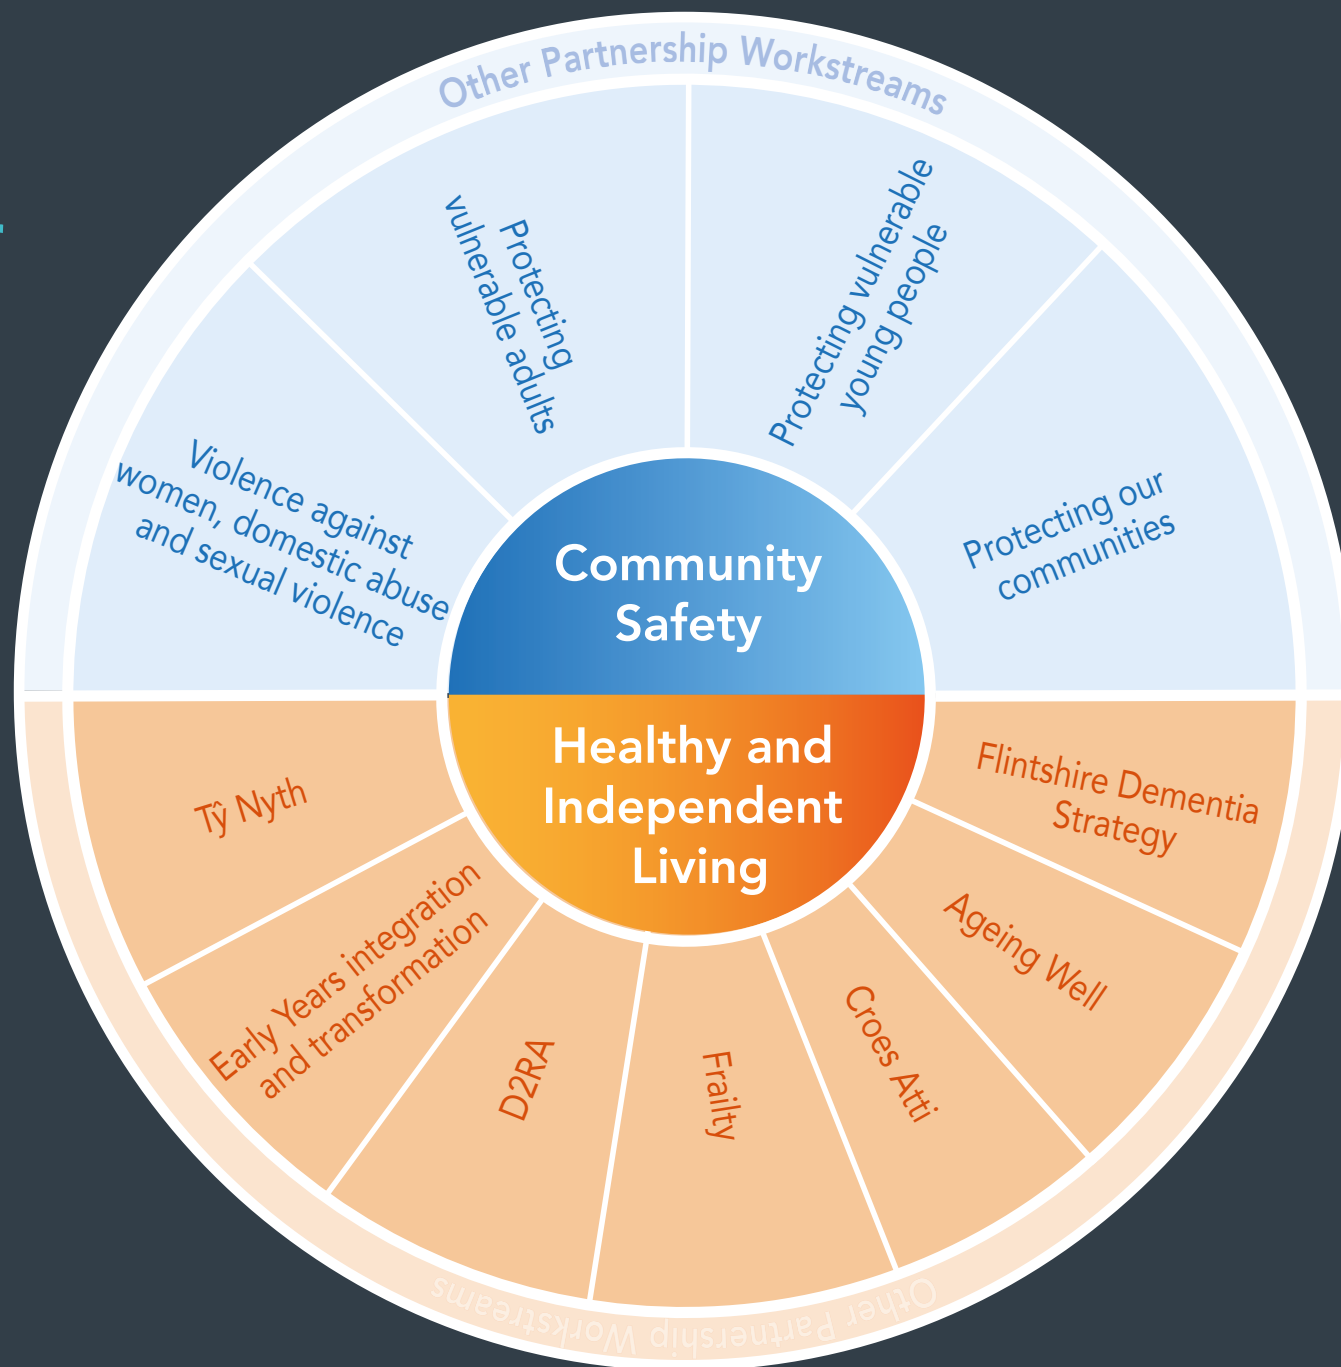 Other Partnership Workstreams
Violence against
women, domestic abuse
and sexual violence
Protecting
vulnerable adults
Protecting vulnerable
young people
Protecting our
communities
Community
Safety
Healthy and
Independent
Living
Tŷ Nyth
Early Years integration
and transformation
D2RA
Frailty
Croes Atti
Ageing Well
Flintshire Dementia
Strategy
Other Partnership Workstreams